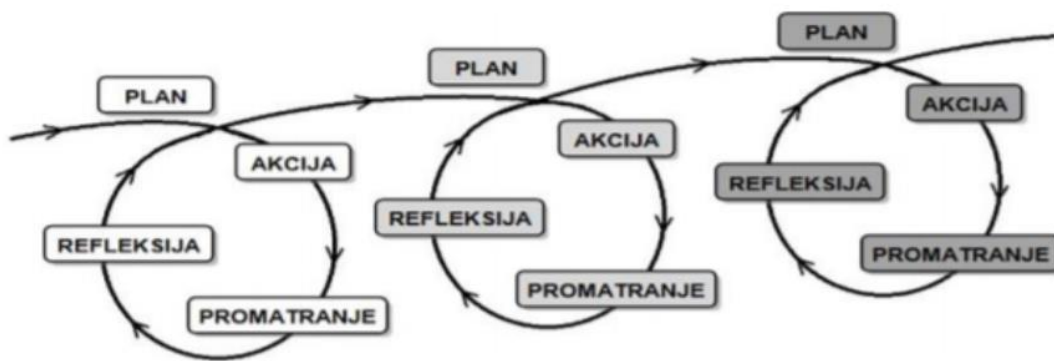 PLAN
AKCIJA
PROMATRANJE
REFLEKSIJA
PLAN
AKCIJA
PROMATRANJE
REFLEKSIJA
PLAN
AKCIJA
PROMATRANJE
REFLEKSIJA